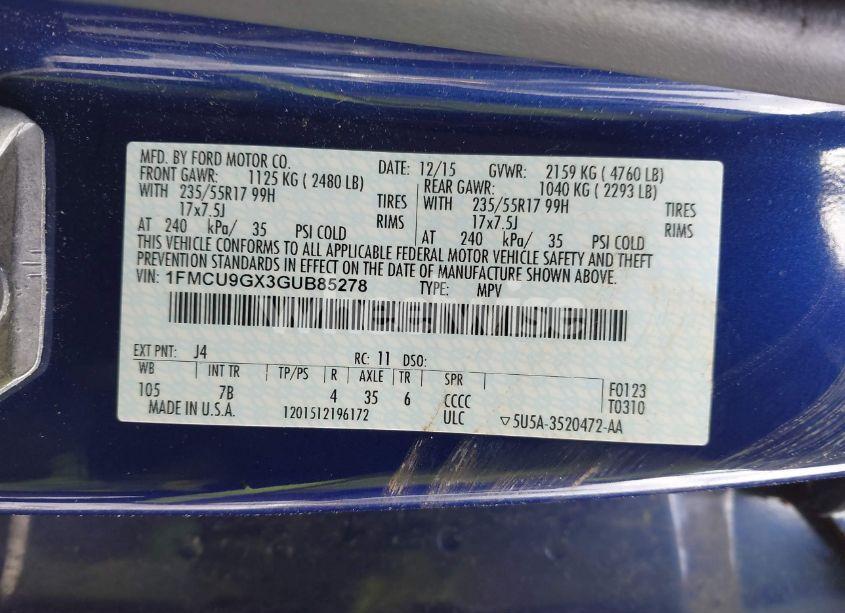 MFD. BY FORD MOTOR CO. DATE: 12/15 GVWR: 2159 KG ( 4760 LB)
FRONT GAWR: 1125 KG ( 2480 LB) REAR GAWR: 1040 KG ( 2293 LB)
WITH 235/55R17 99H TIRES WITH 235/55R17 99H TIRES
17x7.5J RIMS 17x7.5J RIMS
AT 240 kPa/ 35 PSI COLD AT 240 kPa/ 35 PSI COLD
THIS VEHICLE CONFORMS TO ALL APPLICABLE FEDERAL MOTOR VEHICLE SAFETY AND THEFT
PREVENTION STANDARDS IN EFFECT ON THE DATE OF MANUFACTURE SHOWN ABOVE.
VIN: 1FMCU9GX3GUB85278 TYPE: MPV
EXT PNT: J4 RC: 11 DSO:
WB INT TR TP/PS R AXLE TR SPR F0123
105 7B 4 35 6 CCCC T0310
MADE IN U.S.A. 1201512196172 ULC ▽5U5A-3520472-AA